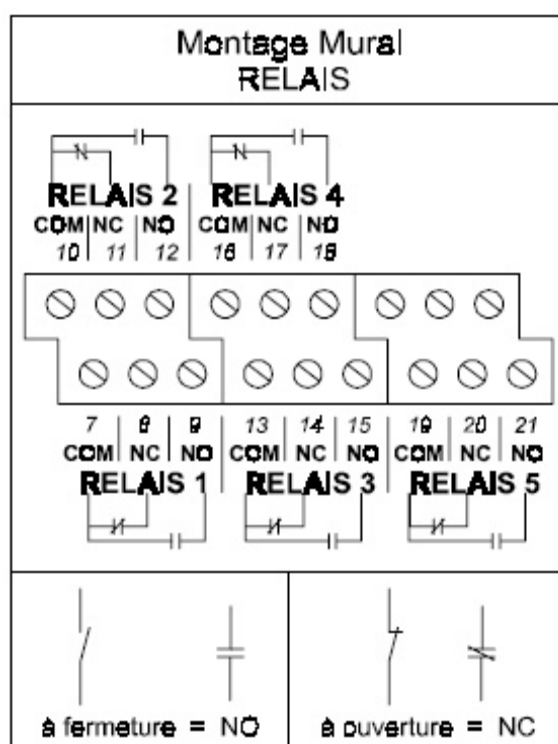 Montage Mural
RELAIS
RELAIS 2 RELAIS 4
COM NC NO COM NC NO
10 11 12 16 17 18
7 8 9 13 14 15 19 20 21
COM NC NO COM NC NO COM NC NO
RELAIS 1 RELAIS 3 RELAIS 5
à fermeture = NO à ouverture = NC